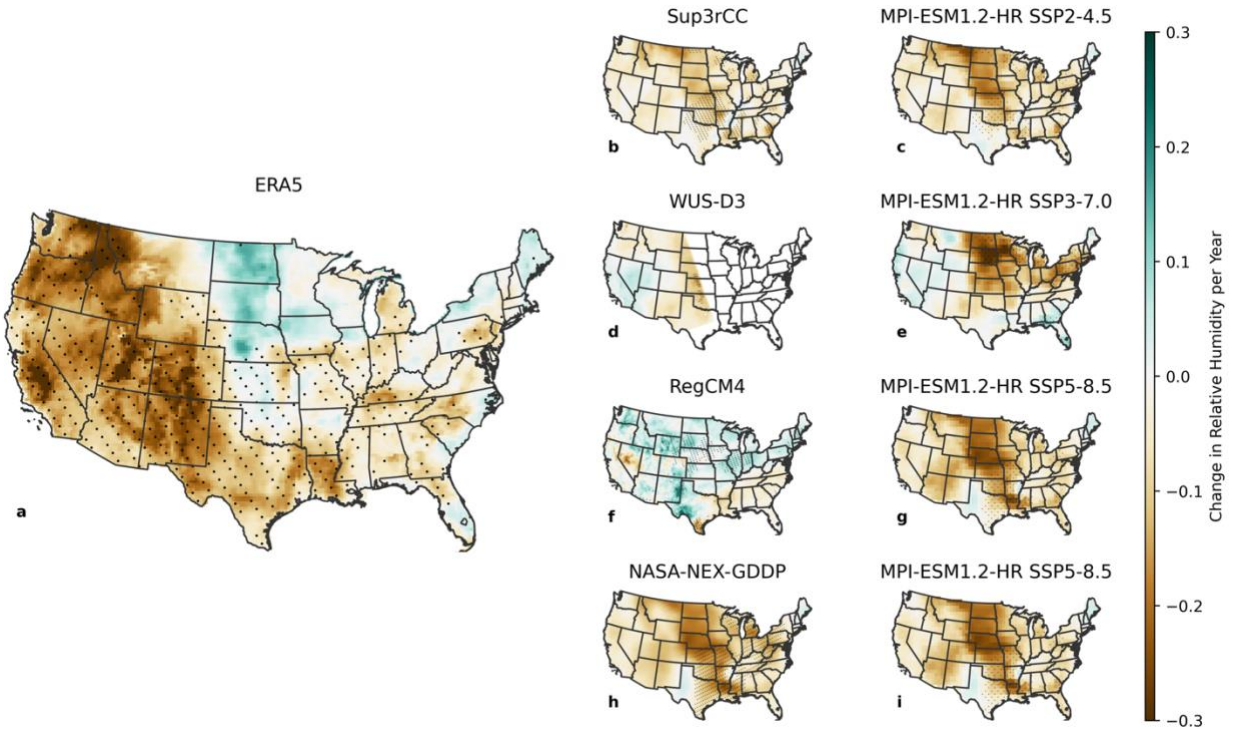 Sup3rCC
MPI-ESM1.2-HR SSP2-4.5
b
c
ERA5
a
WUS-D3
MPI-ESM1.2-HR SSP3-7.0
d
e
RegCM4
MPI-ESM1.2-HR SSP5-8.5
f
g
NASA-NEX-GDDP
MPI-ESM1.2-HR SSP5-8.5
h
i
0.3
0.2
0.1
0.0
−0.1
−0.2
−0.3
Change in Relative Humidity per Year